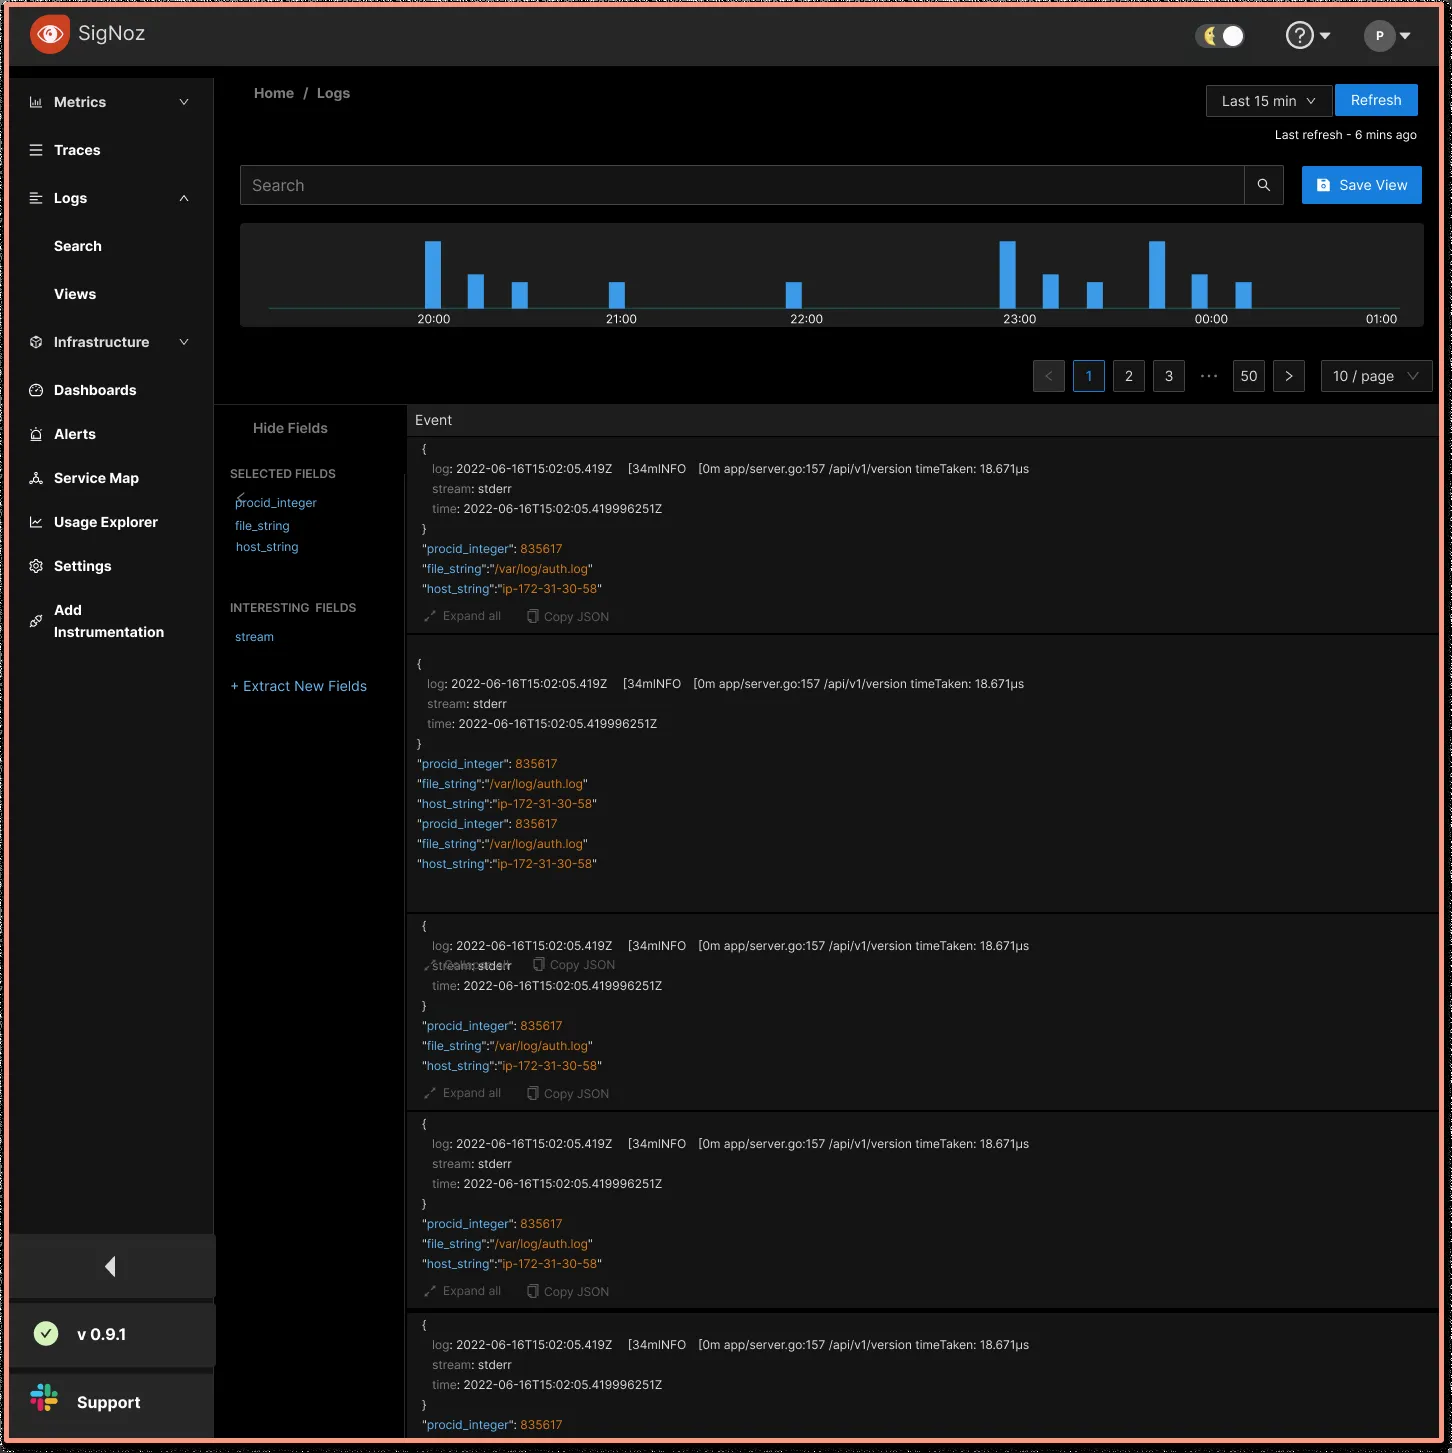 SigNoz
?
P
Metrics
Traces
Logs
Search
Views
Infrastructure
Dashboards
Alerts
Service Map
Usage Explorer
Settings
Add
Instrumentation
v 0.9.1
Support
Home / Logs
Last 15 min
Refresh
Last refresh - 6 mins ago
Search
Save View
20:00 21:00 22:00 23:00 00:00 01:00
< 1 2 3 ••• 50 > 10 / page
Hide Fields
SELECTED FIELDS
procid_integer
file_string
host_string
INTERESTING FIELDS
stream
+ Extract New Fields
Event
{
log: 2022-06-16T15:02:05.419Z [34mINFO [0m app/server.go:157 /api/v1/version timeTaken: 18.671µs
stream: stderr
time: 2022-06-16T15:02:05.419996251Z
}
"procid_integer": 835617
"file_string":"/var/log/auth.log"
"host_string":"ip-172-31-30-58"
Expand all Copy JSON
{
log: 2022-06-16T15:02:05.419Z [34mINFO [0m app/server.go:157 /api/v1/version timeTaken: 18.671µs
stream: stderr
time: 2022-06-16T15:02:05.419996251Z
}
"procid_integer": 835617
"file_string":"/var/log/auth.log"
"host_string":"ip-172-31-30-58"
"procid_integer": 835617
"file_string":"/var/log/auth.log"
"host_string":"ip-172-31-30-58"
{
log: 2022-06-16T15:02:05.419Z [34mINFO [0m app/server.go:157 /api/v1/version timeTaken: 18.671µs
stream: stderr Copy JSON
time: 2022-06-16T15:02:05.419996251Z
}
"procid_integer": 835617
"file_string":"/var/log/auth.log"
"host_string":"ip-172-31-30-58"
Expand all Copy JSON
{
log: 2022-06-16T15:02:05.419Z [34mINFO [0m app/server.go:157 /api/v1/version timeTaken: 18.671µs
stream: stderr
time: 2022-06-16T15:02:05.419996251Z
}
"procid_integer": 835617
"file_string":"/var/log/auth.log"
"host_string":"ip-172-31-30-58"
Expand all Copy JSON
{
log: 2022-06-16T15:02:05.419Z [34mINFO [0m app/server.go:157 /api/v1/version timeTaken: 18.671µs
stream: stderr
time: 2022-06-16T15:02:05.419996251Z
}
"procid_integer": 835617